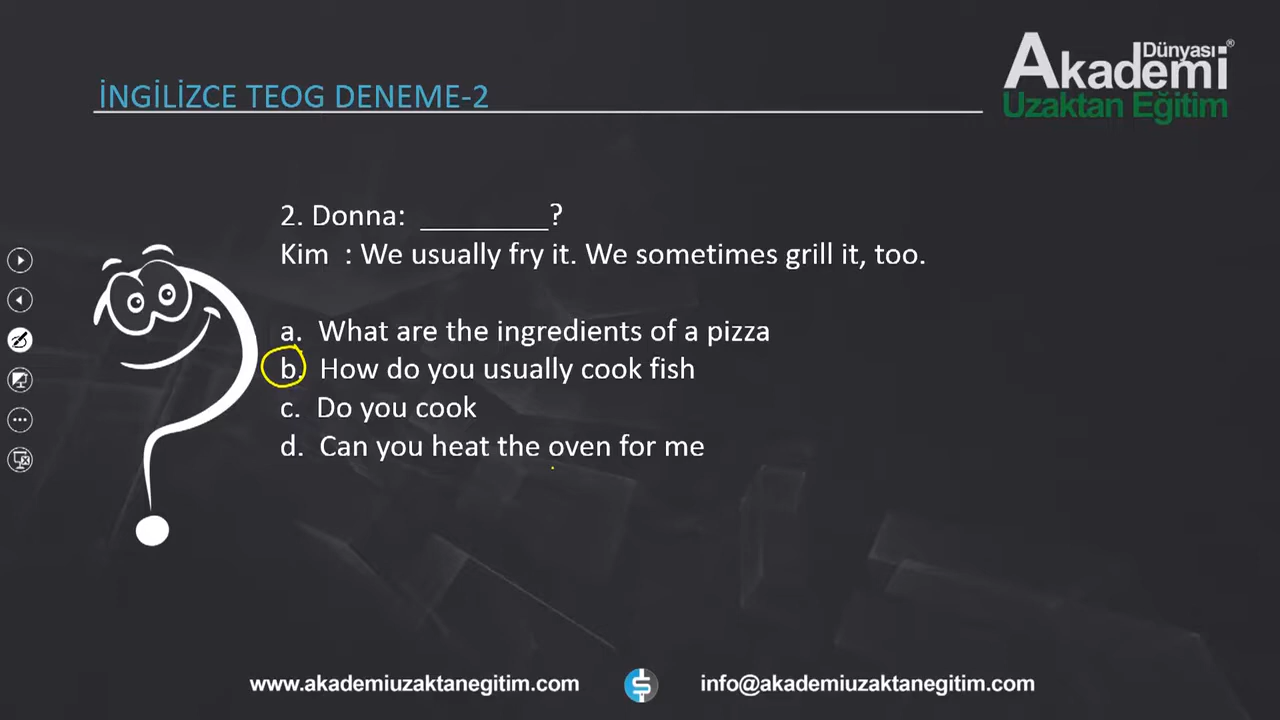 Dünyası®
Akademi
Uzaktan Eğitim
İNGİLİZCE TEOG DENEME-2
2. Donna: ________?
Kim : We usually fry it. We sometimes grill it, too.
a. What are the ingredients of a pizza
b. How do you usually cook fish
c. Do you cook
d. Can you heat the oven for me
www.akademiuzaktanegitim.com
info@akademiuzaktanegitim.com